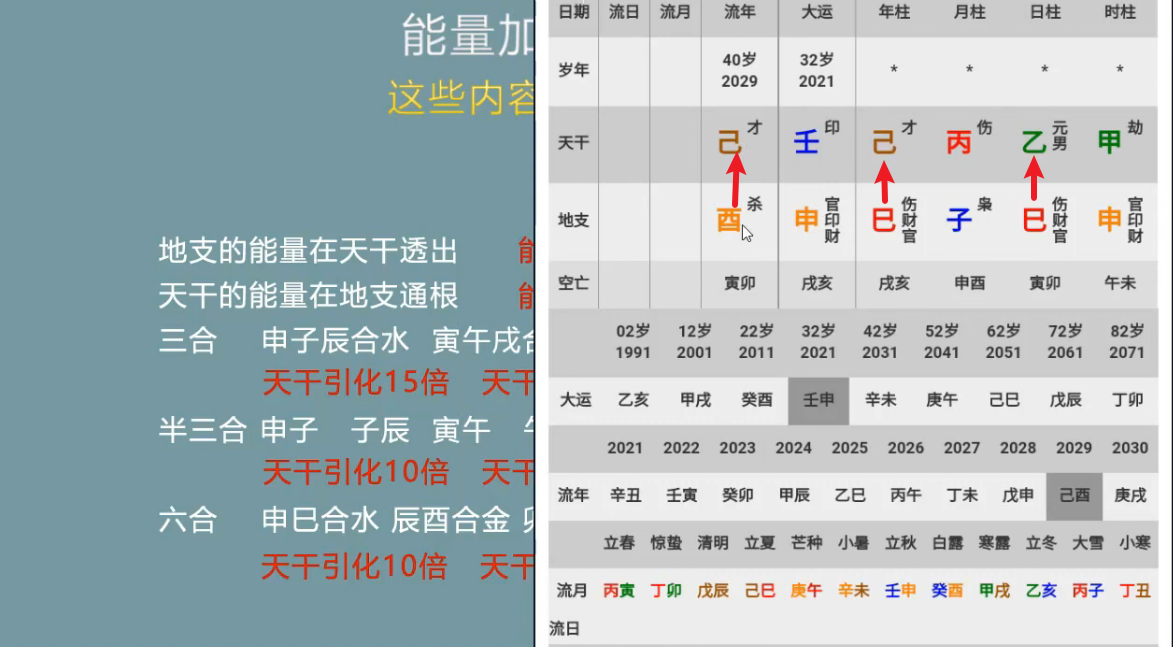 能量加
这些内容
地支的能量在天干透出 能
天干的能量在地支通根 能
三合 申子辰合水 寅午戌合
天干引化15倍 天干
半三合 申子 子辰 寅午 午
天干引化10倍 天干
六合 申巳合水 辰酉合金 卯
天干引化10倍 天干
日期 流日 流月 流年 大运 年柱 月柱 日柱 时柱
岁年 40岁 2029 32岁 2021 * * * *
天干 己 才 壬 印 己 才 丙 伤 乙 元男 甲 劫
地支 酉 杀 申 官印财 巳 伤财官 子 枭 巳 伤财官 申 官印财
空亡 寅卯 戌亥 戌亥 申酉 寅卯 午未
02岁 12岁 22岁 32岁 42岁 52岁 62岁 72岁 82岁
1991 2001 2011 2021 2031 2041 2051 2061 2071
大运 乙亥 甲戌 癸酉 壬申 辛未 庚午 己巳 戊辰 丁卯
2021 2022 2023 2024 2025 2026 2027 2028 2029 2030
流年 辛丑 壬寅 癸卯 甲辰 乙巳 丙午 丁未 戊申 己酉 庚戌
立春 惊蛰 清明 立夏 芒种 小暑 立秋 白露 寒露 立冬 大雪 小寒
流月 丙寅 丁卯 戊辰 己巳 庚午 辛未 壬申 癸酉 甲戌 乙亥 丙子 丁丑
流日